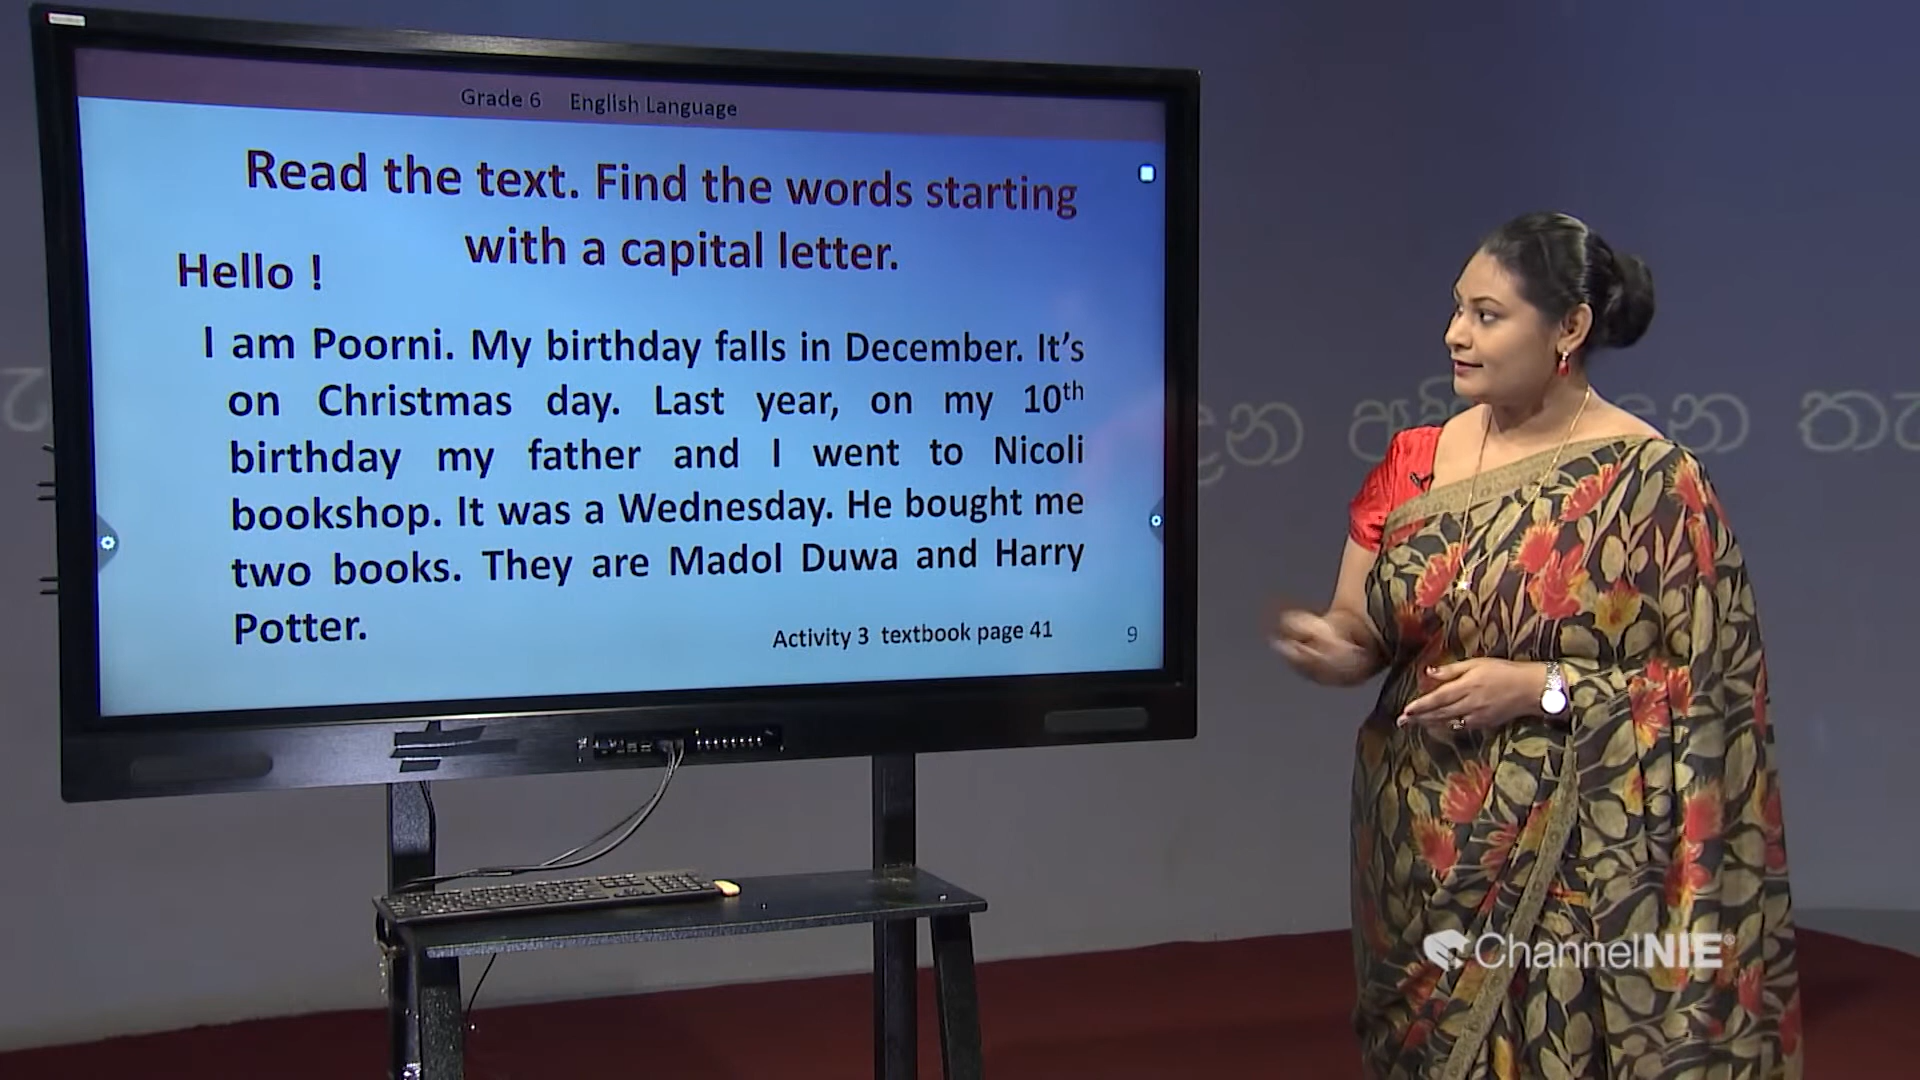 Grade 6 English Language
Read the text. Find the words starting
with a capital letter.
Hello !
I am Poorni. My birthday falls in December. It's
on Christmas day. Last year, on my 10th
birthday my father and I went to Nicoli
bookshop. It was a Wednesday. He bought me
two books. They are Madol Duwa and Harry
Potter.
Activity 3 textbook page 41
9
ChannelNIE